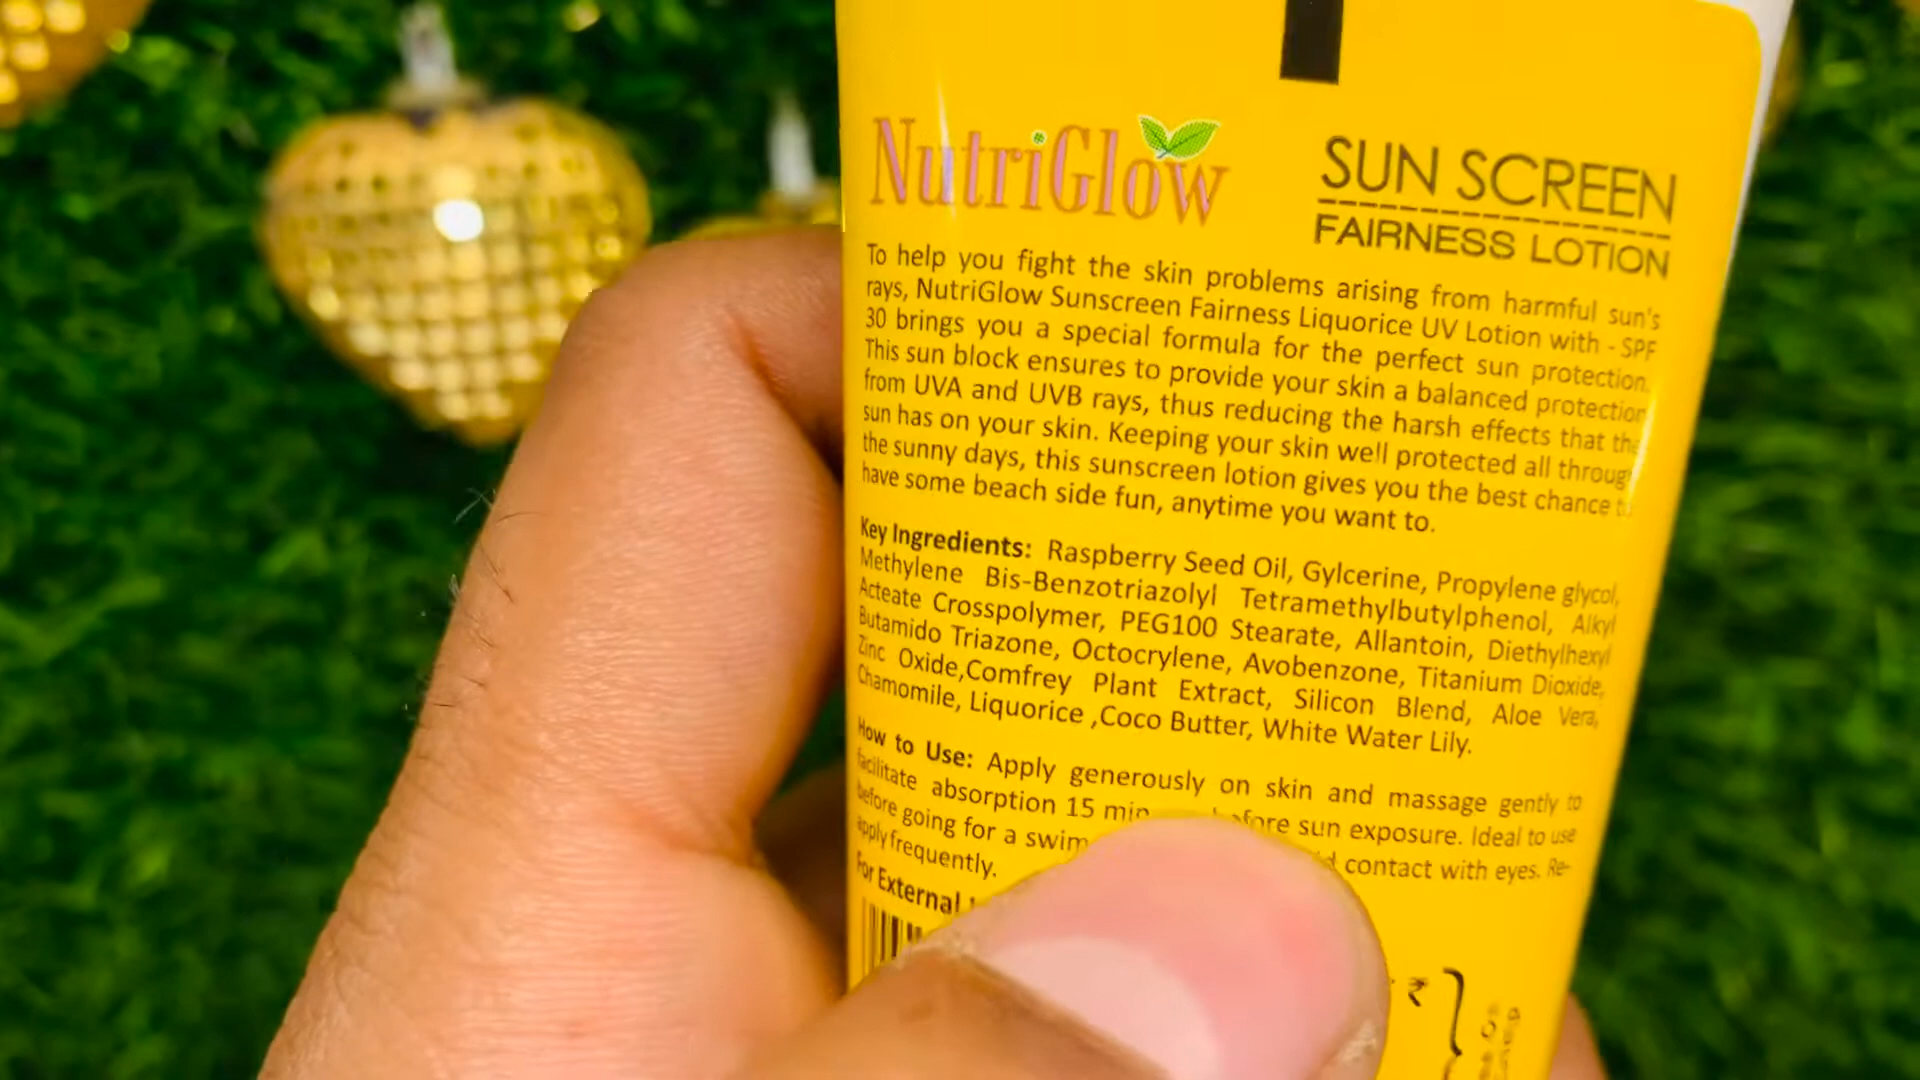 NutriGlow
SUN SCREEN
FAIRNESS LOTION
To help you fight the skin problems arising from harmful sun's
rays, NutriGlow Sunscreen Fairness Liquorice UV Lotion with - SPF
30 brings you a special formula for the perfect sun protection.
This sun block ensures to provide your skin a balanced protection
from UVA and UVB rays, thus reducing the harsh effects that the
sun has on your skin. Keeping your skin well protected all through
the sunny days, this sunscreen lotion gives you the best chance to
have some beach side fun, anytime you want to.
Key Ingredients: Raspberry Seed Oil, Gylcerine, Propylene glycol,
Methylene Bis-Benzotriazolyl Tetramethylbutylphenol, Alkyl
Acteate Crosspolymer, PEG100 Stearate, Allantoin, Diethylhexyl
Butamido Triazone, Octocrylene, Avobenzone, Titanium Dioxide,
Zinc Oxide,Comfrey Plant Extract, Silicon Blend, Aloe Vera,
Chamomile, Liquorice ,Coco Butter, White Water Lily.
How to Use: Apply generously on skin and massage gently to
facilitate absorption 15 min before sun exposure. Ideal to use
before going for a swim contact with eyes. Re-
apply frequently.
For External
₹